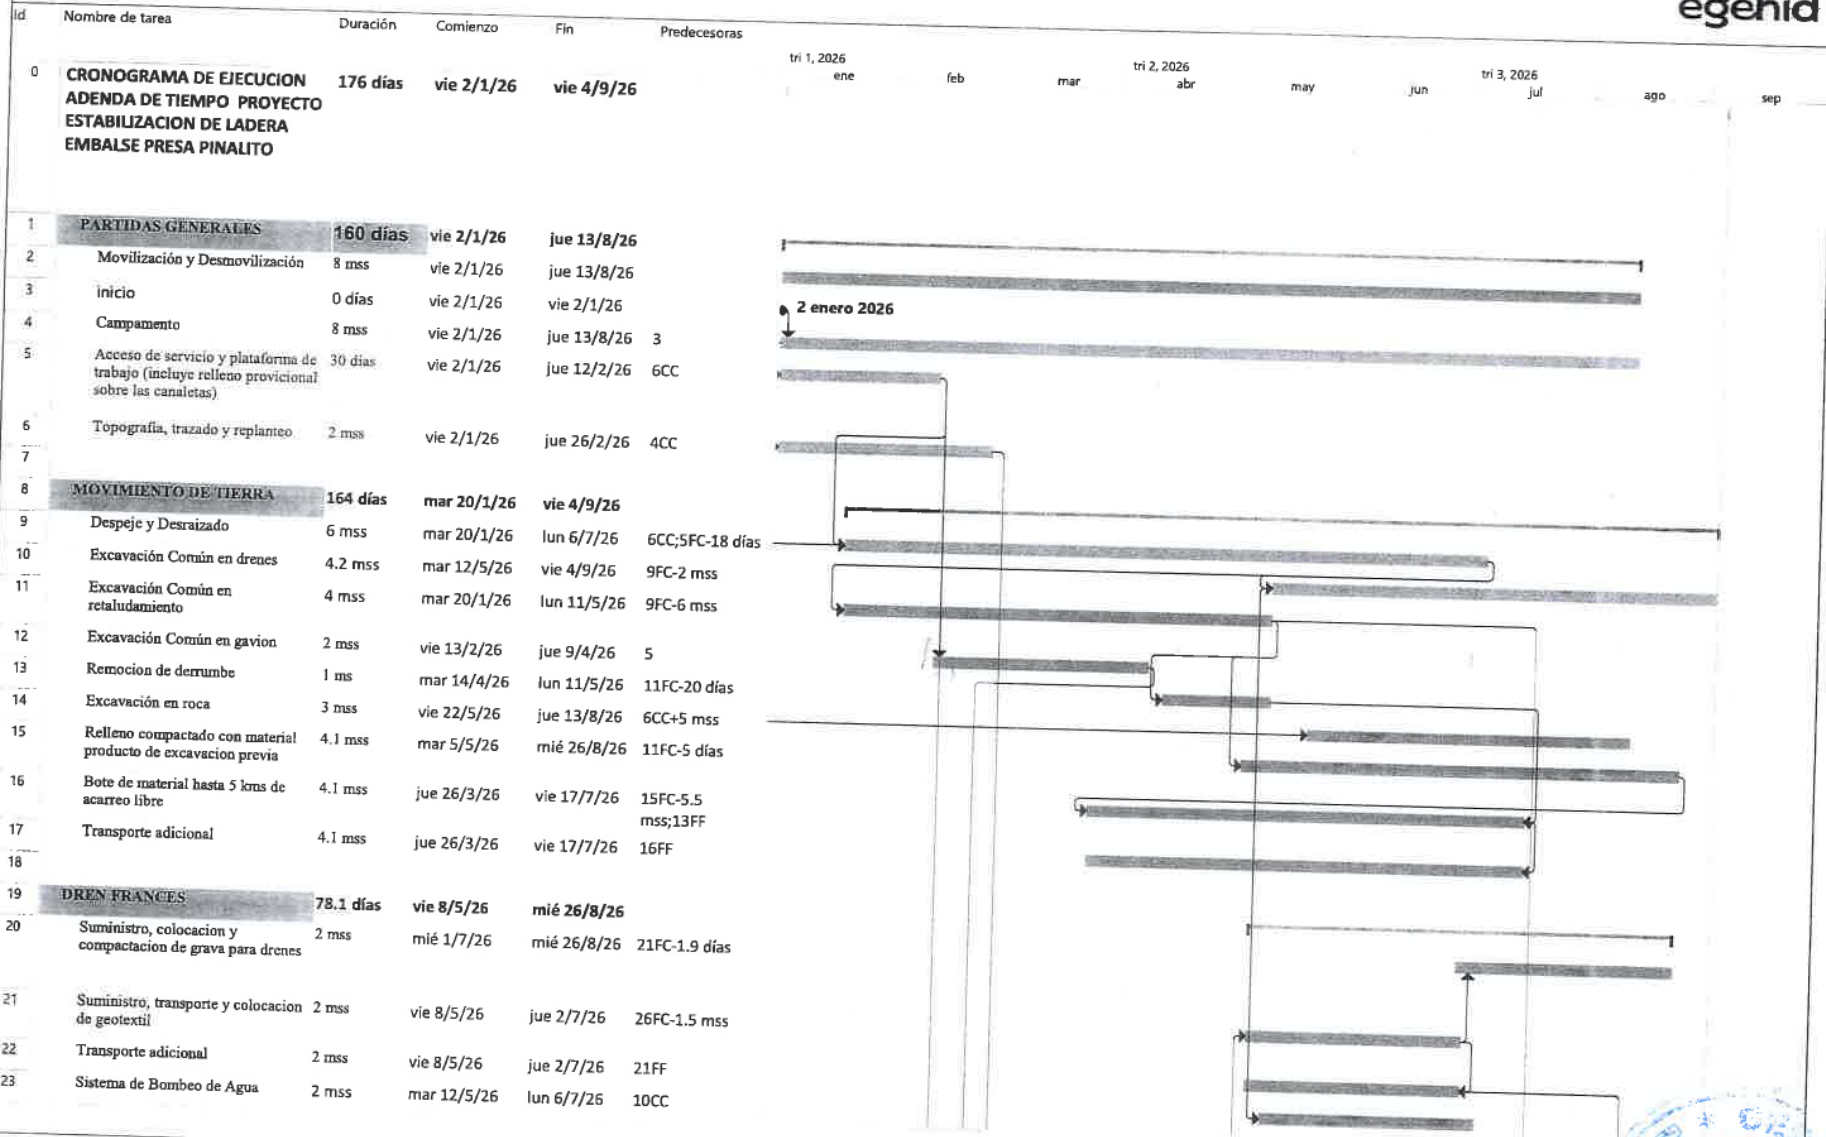 egehid
Id Nombre de tarea Duración Comienzo Fin Predecesoras
tri 1, 2026 tri 2, 2026 tri 3, 2026
ene feb mar abr may jun jul ago sep
0 CRONOGRAMA DE EJECUCION 176 días vie 2/1/26 vie 4/9/26
ADENDA DE TIEMPO PROYECTO
ESTABILIZACION DE LADERA
EMBALSE PRESA PINALITO
1 PARTIDAS GENERALES 160 días vie 2/1/26 jue 13/8/26
2 Movilización y Desmovilización 8 mss vie 2/1/26 jue 13/8/26
3 inicio 0 días vie 2/1/26 vie 2/1/26
2 enero 2026
4 Campamento 8 mss vie 2/1/26 jue 13/8/26 3
5 Acceso de servicio y plataforma de 30 días vie 2/1/26 jue 12/2/26 6CC
trabajo (incluye relleno provicional
sobre las canaletas)
6 Topografía, trazado y replanteo 2 mss vie 2/1/26 jue 26/2/26 4CC
7
8 MOVIMIENTO DE TIERRA 164 días mar 20/1/26 vie 4/9/26
9 Despeje y Desraizado 6 mss mar 20/1/26 lun 6/7/26 6CC;5FC-18 días
10 Excavación Común en drenes 4.2 mss mar 12/5/26 vie 4/9/26 9FC-2 mss
11 Excavación Común en 4 mss mar 20/1/26 lun 11/5/26 9FC-6 mss
retaludamiento
12 Excavación Común en gavion 2 mss vie 13/2/26 jue 9/4/26 5
13 Remocion de derrumbe 1 ms mar 14/4/26 lun 11/5/26 11FC-20 días
14 Excavación en roca 3 mss vie 22/5/26 jue 13/8/26 6CC+5 mss
15 Relleno compactado con material 4.1 mss mar 5/5/26 mié 26/8/26 11FC-5 días
producto de excavacion previa
16 Bote de material hasta 5 kms de 4.1 mss jue 26/3/26 vie 17/7/26 15FC-5.5
acarreo libre mss;13FF
17 Transporte adicional 4.1 mss jue 26/3/26 vie 17/7/26 16FF
18
19 DREN FRANCES 78.1 días vie 8/5/26 mié 26/8/26
20 Suministro, colocacion y 2 mss mié 1/7/26 mié 26/8/26 21FC-1.9 días
compactacion de grava para drenes
21 Suministro, transporte y colocacion 2 mss vie 8/5/26 jue 2/7/26 26FC-1.5 mss
de geotextil
22 Transporte adicional 2 mss vie 8/5/26 jue 2/7/26 21FF
23 Sistema de Bombeo de Agua 2 mss mar 12/5/26 lun 6/7/26 10CC